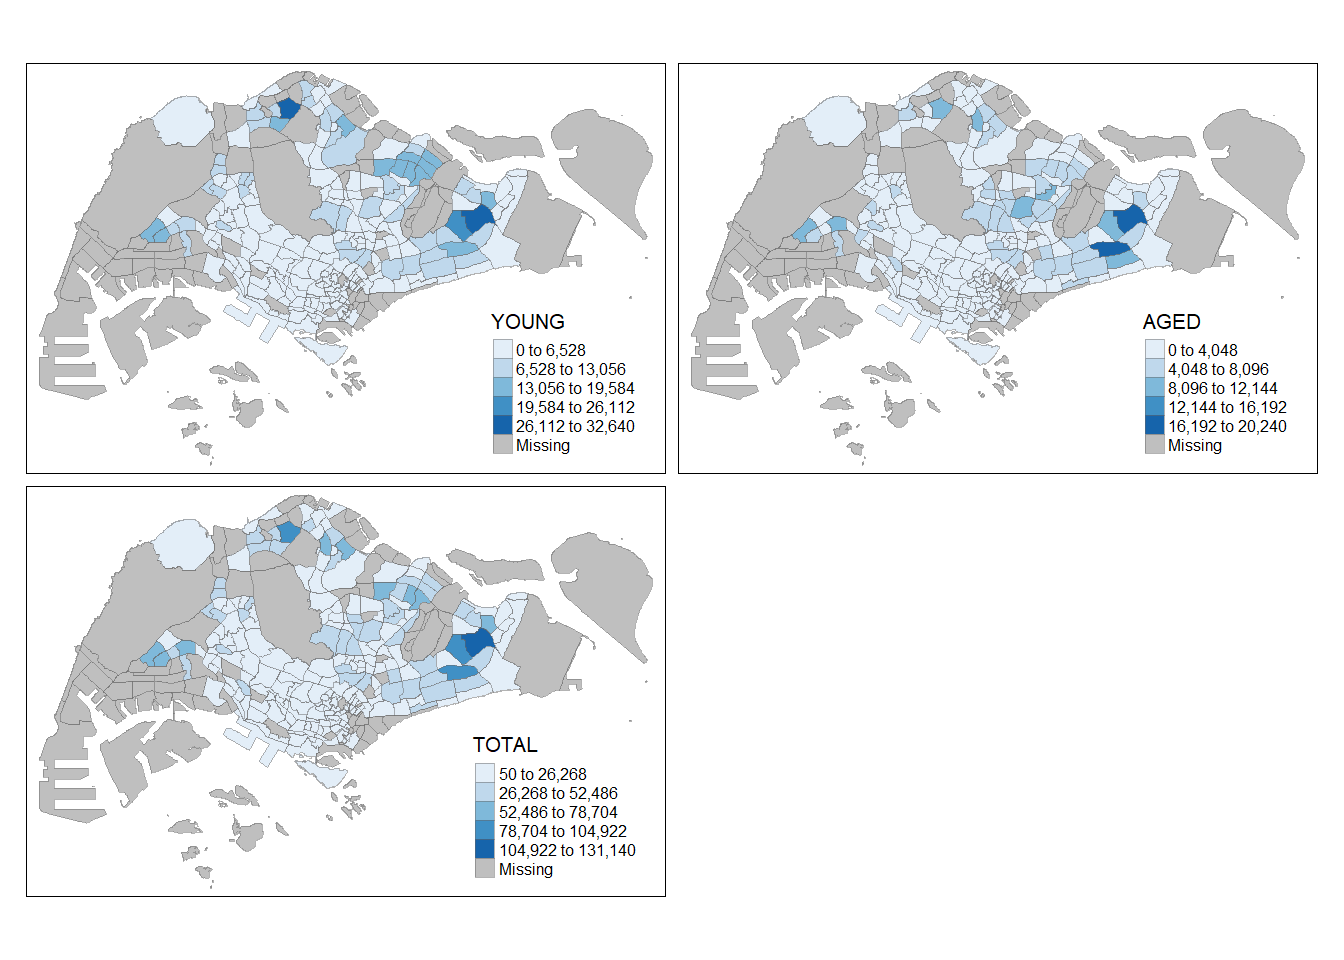 YOUNG
0 to 6,528
6,528 to 13,056
13,056 to 19,584
19,584 to 26,112
26,112 to 32,640
Missing
AGED
0 to 4,048
4,048 to 8,096
8,096 to 12,144
12,144 to 16,192
16,192 to 20,240
Missing
TOTAL
50 to 26,268
26,268 to 52,486
52,486 to 78,704
78,704 to 104,922
104,922 to 131,140
Missing